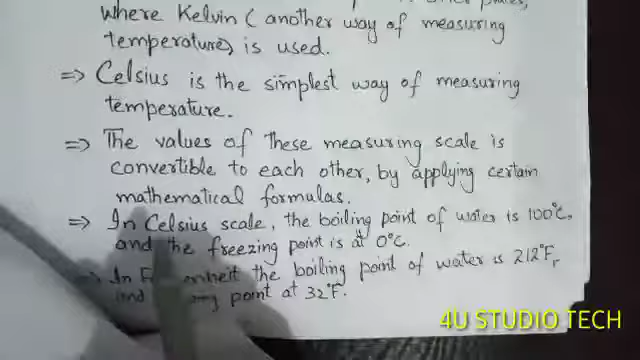 where Kelvin (another way of measuring
temperature) is used.
⇒ Celsius is the simplest way of measuring
temperature.
⇒ The values of these measuring scale is
convertible to each other, by applying certain
mathematical formulas.
⇒ In Celsius scale, the boiling point of water is 100°C,
and the freezing point is at 0°C.
In the boiling point of water is 212°F,
and point at 32°F.
4U STUDIO TECH